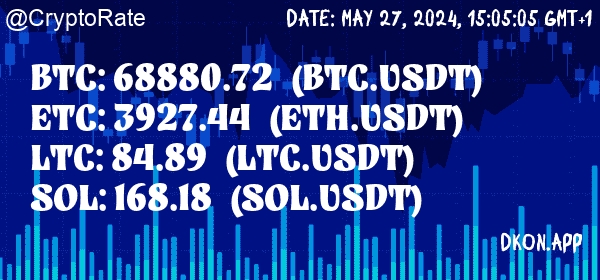 @CryptoRate
DATE: MAY 27, 2024, 15:05:05 GMT+1
BTC: 68880.72 (BTC.USDT)
ETC: 3927.44 (ETH.USDT)
LTC: 84.89 (LTC.USDT)
SOL: 168.18 (SOL.USDT)
DKON.APP